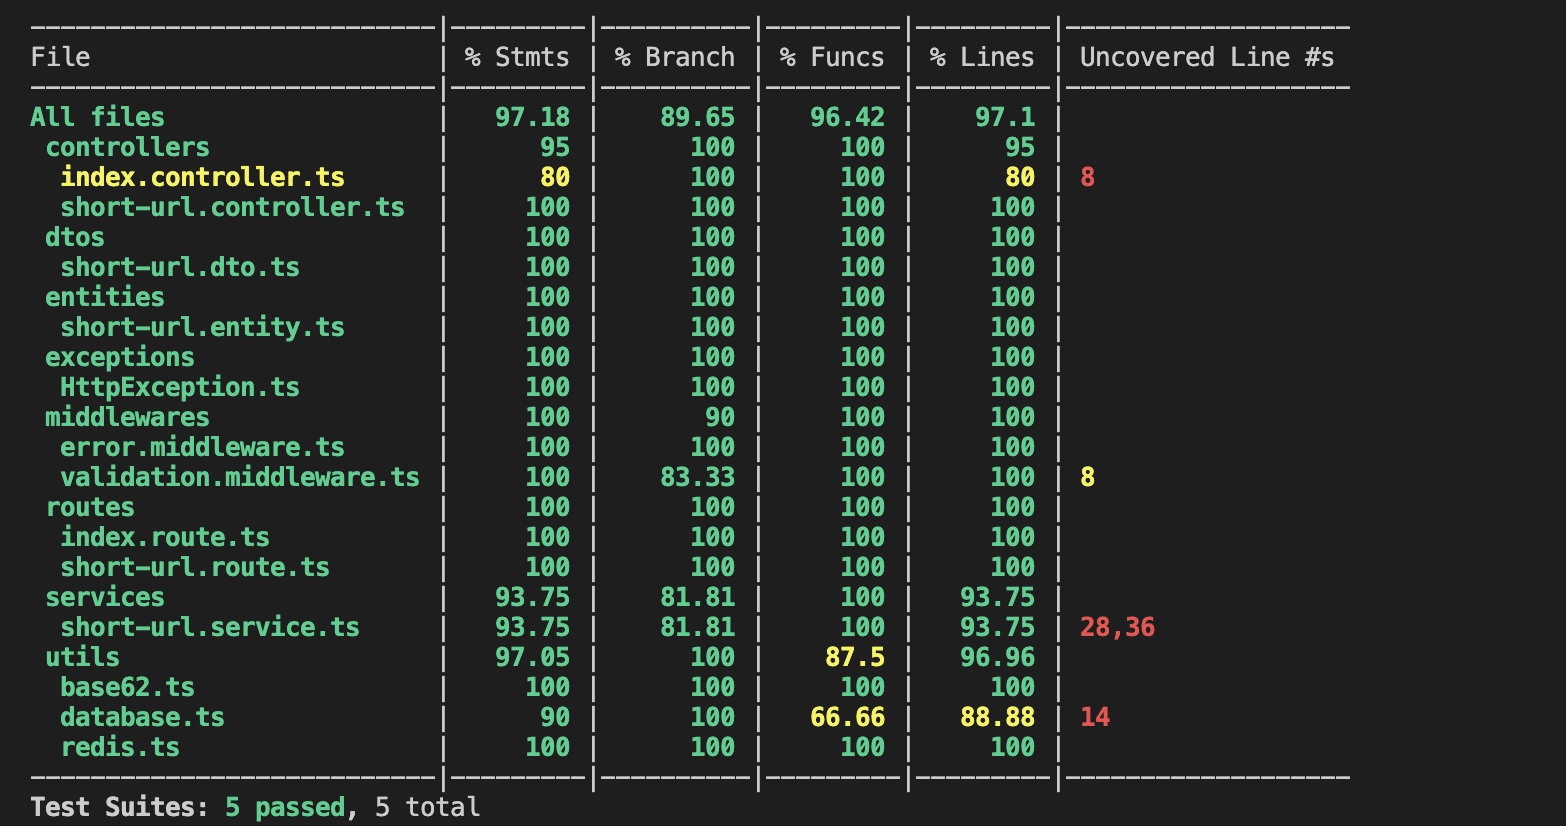 File | % Stmts | % Branch | % Funcs | % Lines | Uncovered Line #s
All files | 97.18 | 89.65 | 96.42 | 97.1 |
controllers | 95 | 100 | 100 | 95 |
index.controller.ts | 80 | 100 | 100 | 80 | 8
short-url.controller.ts | 100 | 100 | 100 | 100 |
dtos | 100 | 100 | 100 | 100 |
short-url.dto.ts | 100 | 100 | 100 | 100 |
entities | 100 | 100 | 100 | 100 |
short-url.entity.ts | 100 | 100 | 100 | 100 |
exceptions | 100 | 100 | 100 | 100 |
HttpException.ts | 100 | 100 | 100 | 100 |
middlewares | 100 | 90 | 100 | 100 |
error.middleware.ts | 100 | 100 | 100 | 100 |
validation.middleware.ts | 100 | 83.33 | 100 | 100 | 8
routes | 100 | 100 | 100 | 100 |
index.route.ts | 100 | 100 | 100 | 100 |
short-url.route.ts | 100 | 100 | 100 | 100 |
services | 93.75 | 81.81 | 100 | 93.75 |
short-url.service.ts | 93.75 | 81.81 | 100 | 93.75 | 28,36
utils | 97.05 | 100 | 87.5 | 96.96 |
base62.ts | 100 | 100 | 100 | 100 |
database.ts | 90 | 100 | 66.66 | 88.88 | 14
redis.ts | 100 | 100 | 100 | 100 |
Test Suites: 5 passed, 5 total